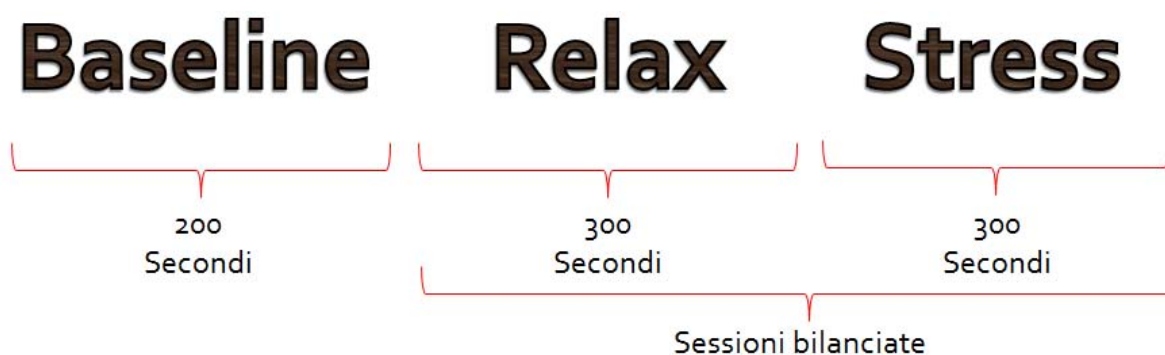 Baseline Relax Stress
200 300 300
Secondi Secondi Secondi
Sessioni bilanciate